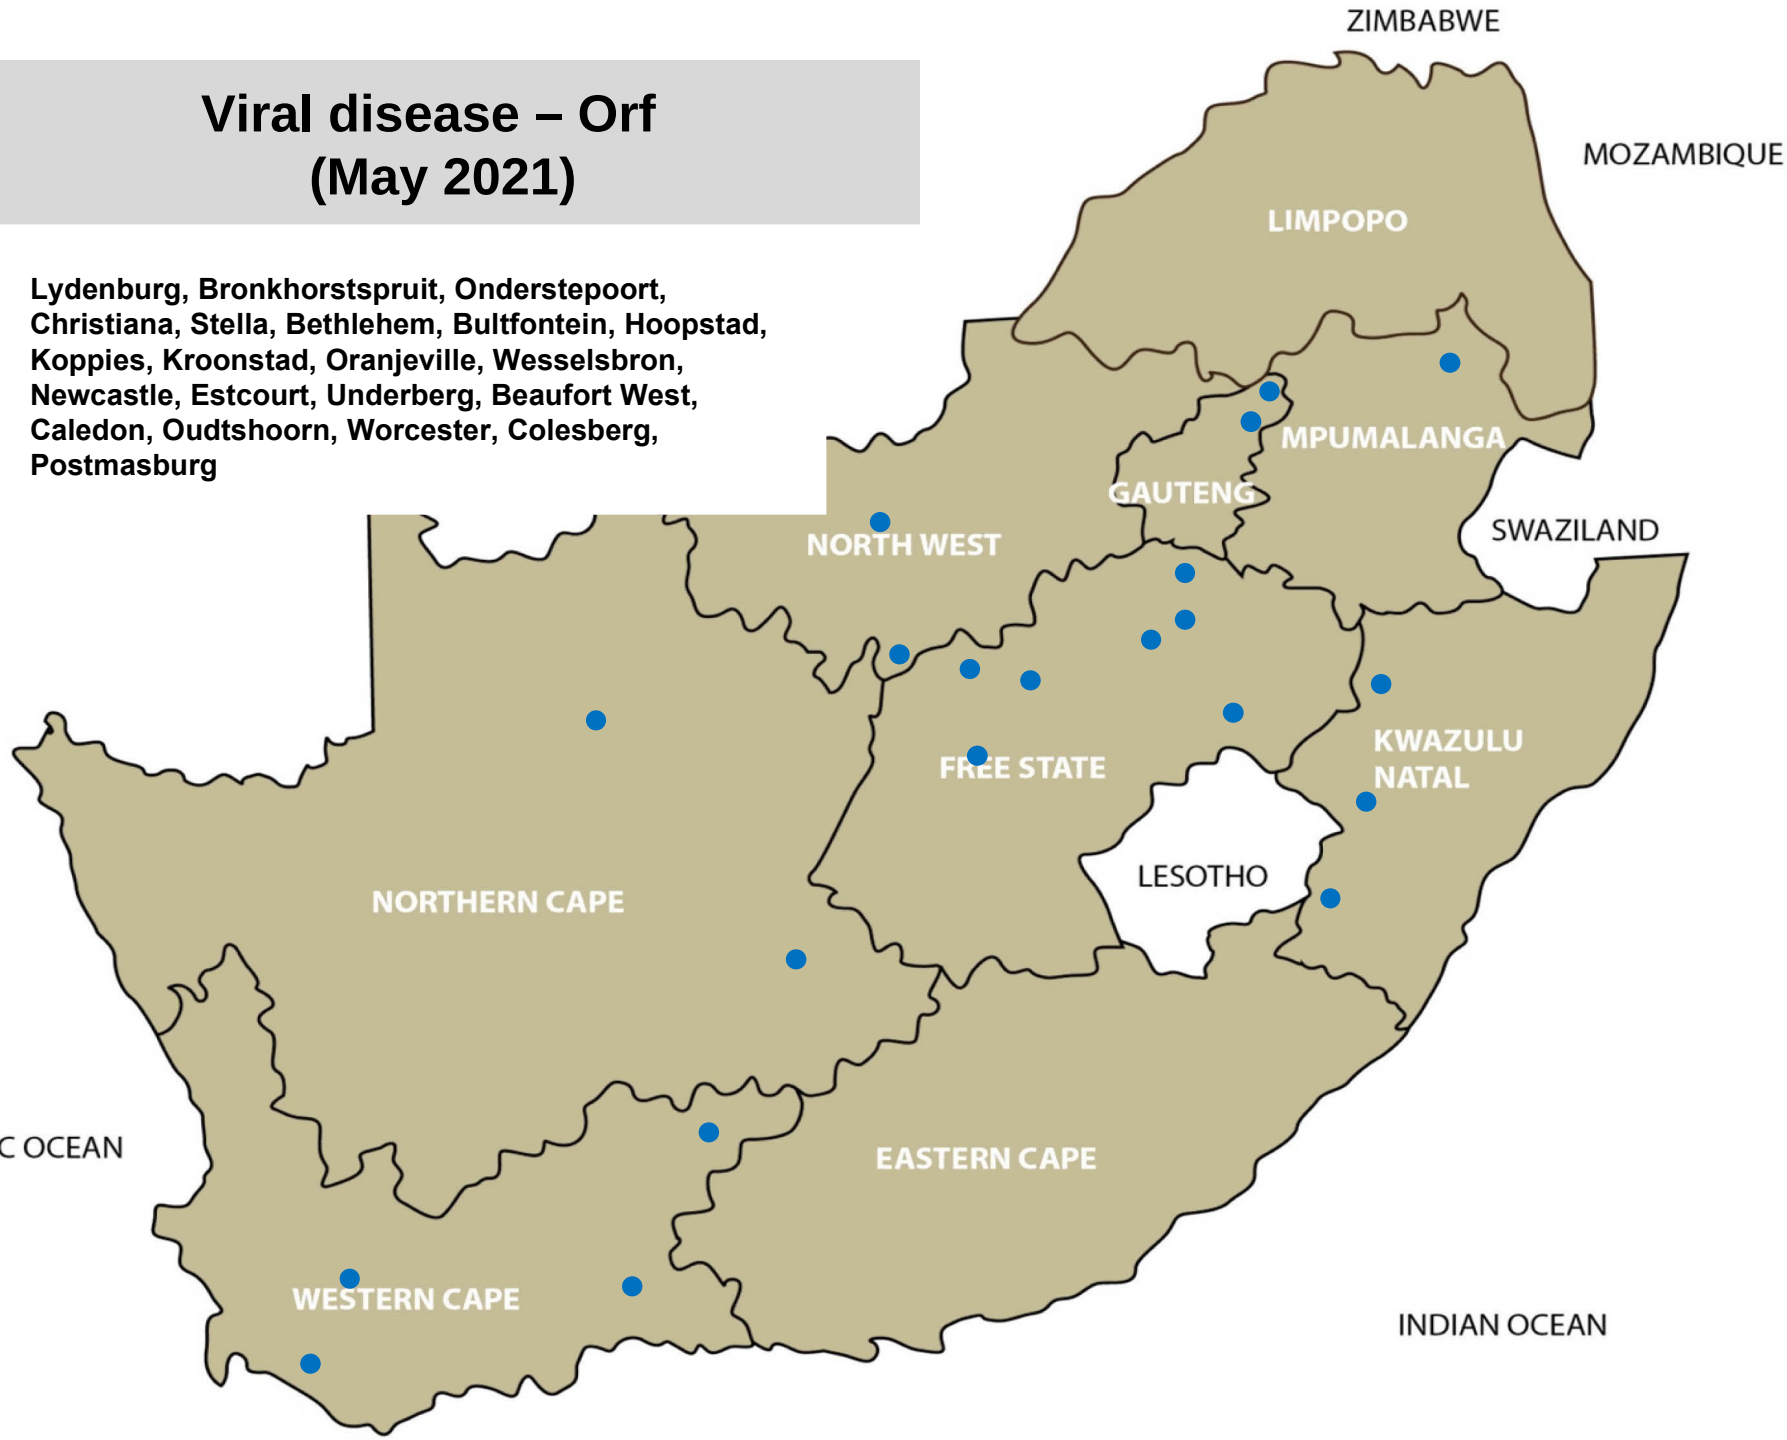 ZIMBABWE
Viral disease – Orf
(May 2021)
MOZAMBIQUE
LIMPOPO
Lydenburg, Bronkhorstspruit, Onderstepoort,
Christiana, Stella, Bethlehem, Bultfontein, Hoopstad,
Koppies, Kroonstad, Oranjeville, Wesselsbron,
Newcastle, Estcourt, Underberg, Beaufort West,
Caledon, Oudtshoorn, Worcester, Colesberg,
Postmasburg
MPUMALANGA
GAUTENG
SWAZILAND
NORTH WEST
KWAZULU
NATAL
FREE STATE
LESOTHO
NORTHERN CAPE
C OCEAN
EASTERN CAPE
WESTERN CAPE
INDIAN OCEAN